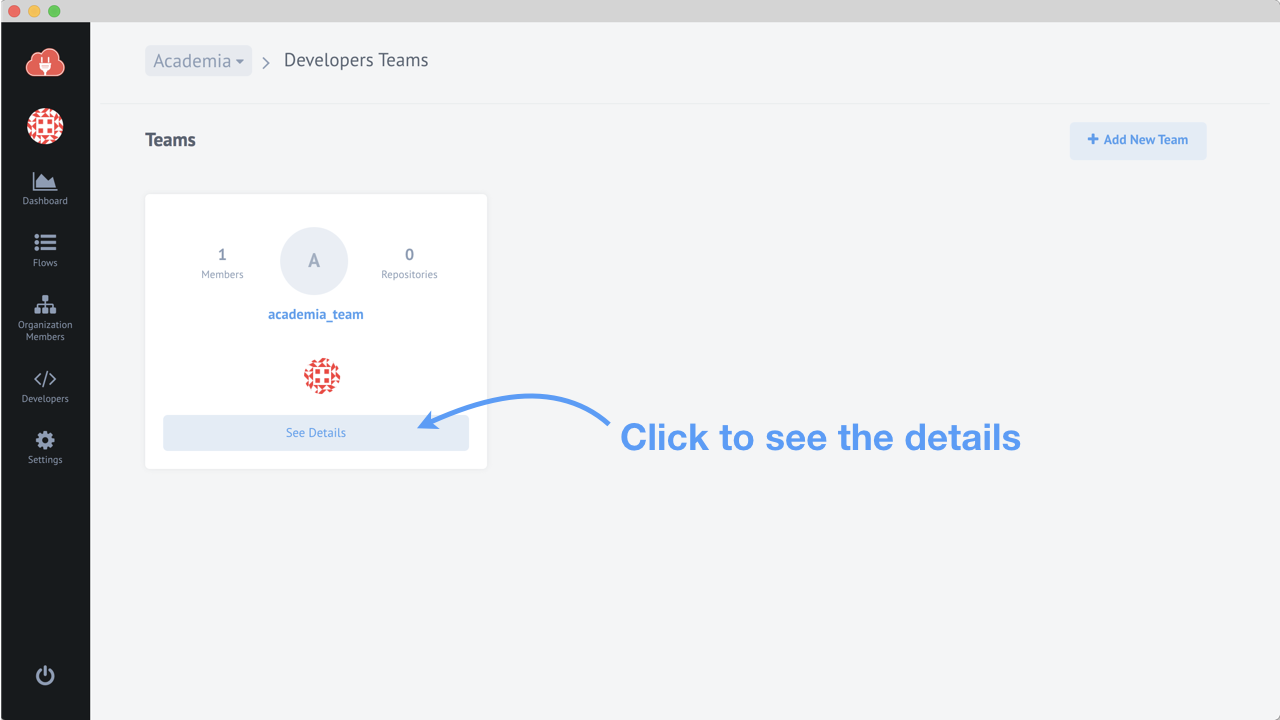 Academia
Developers Teams
Teams
Add New Team
Dashboard
Flows
Organization
Members
Developers
Settings
1
Members
A
0
Repositories
academia_team
See Details
Click to see the details